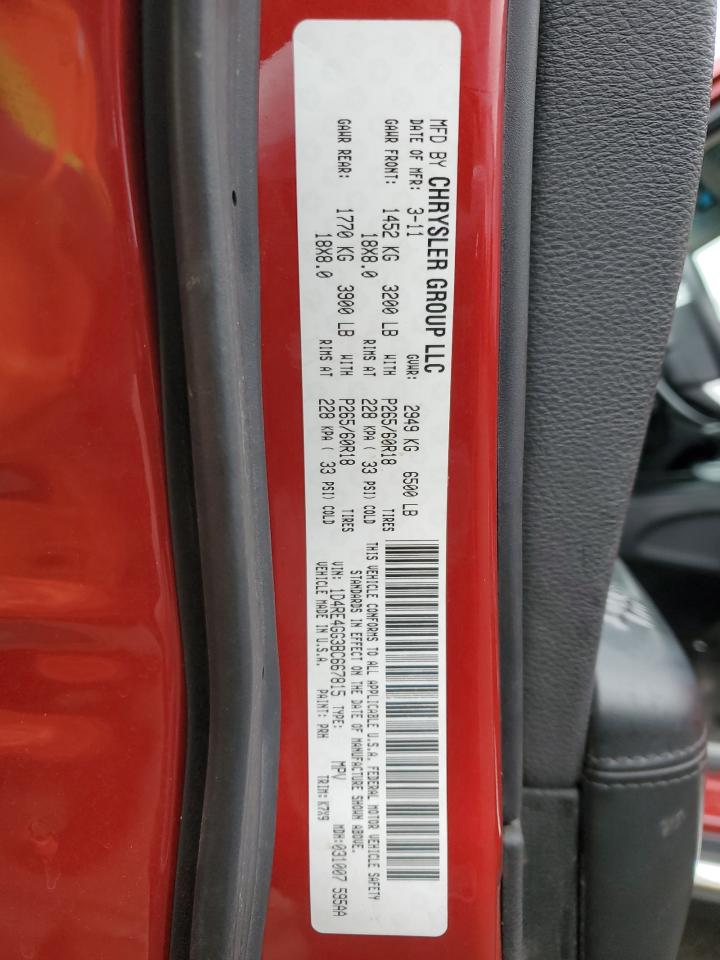 MFD BY CHRYSLER GROUP LLC
DATE OF MFR: 3-11 GVWR: 2949 KG 6500 LB
GAWR FRONT: 1452 KG 3200 LB WITH P265/60R18 TIRES
18X8.0 RIMS AT 228 KPA ( 33 PSI) COLD
GAWR REAR: 1770 KG 3900 LB WITH P265/60R18 TIRES
18X8.0 RIMS AT 228 KPA ( 33 PSI) COLD
THIS VEHICLE CONFORMS TO ALL APPLICABLE U.S.A. FEDERAL MOTOR VEHICLE SAFETY
STANDARDS IN EFFECT ON THE DATE OF MANUFACTURE SHOWN ABOVE.
VIN: 1D4RE4GG3BC667815 TYPE: MPV MDH:031007 595AA
VEHICLE MADE IN U.S.A. PAINT: PRH TRIM: K7X9